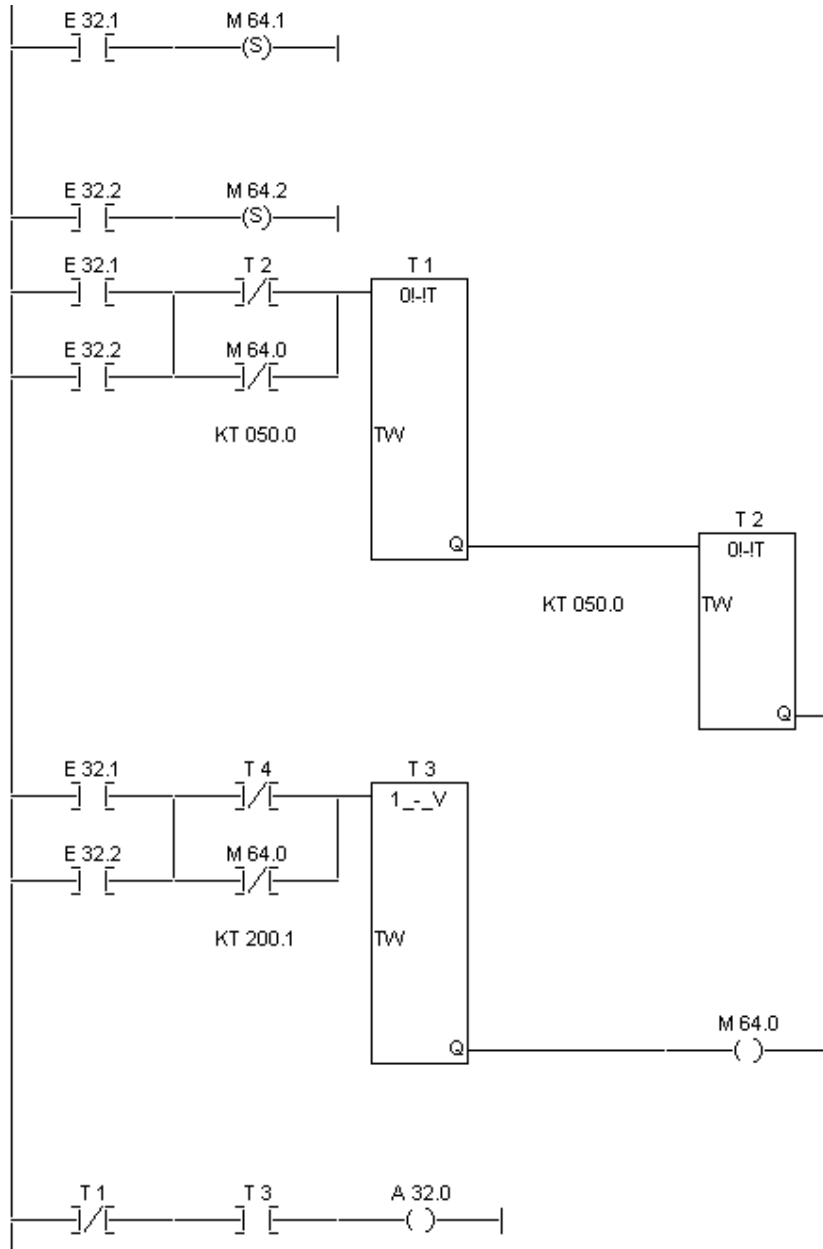 E 32.1 M 64.1
(S)
E 32.2 M 64.2
(S)
E 32.1 T 2 T 1
0!-!T
E 32.2 M 64.0
KT 050.0 TW
Q
T 2
0!-!T
KT 050.0 TW
Q
E 32.1 T 4 T 3
1_-_V
E 32.2 M 64.0
KT 200.1 TW
M 64.0
Q
( )
T 1 T 3 A 32.0
( )